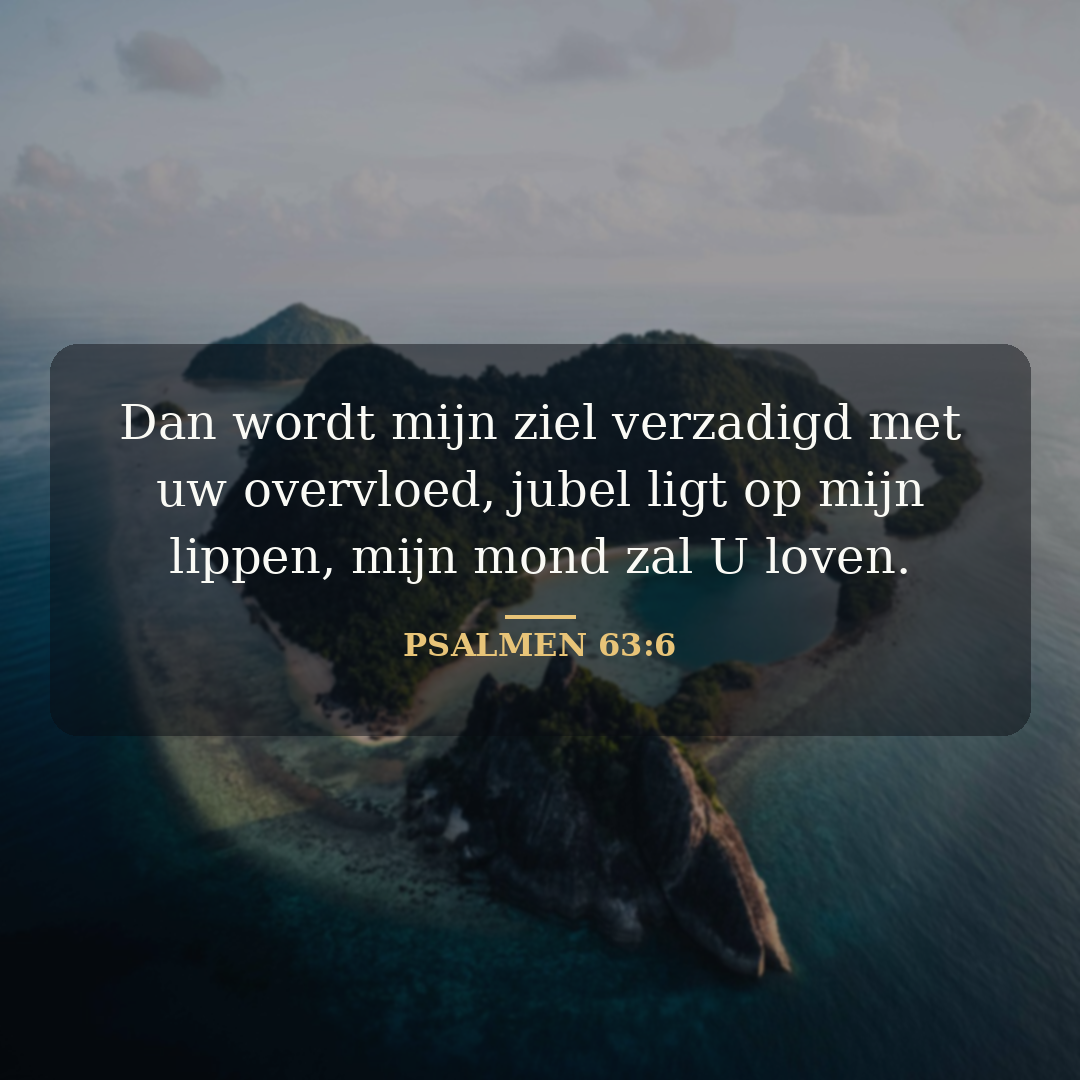 Dan wordt mijn ziel verzadigd met
uw overvloed, jubel ligt op mijn
lippen, mijn mond zal U loven.
PSALMEN 63:6